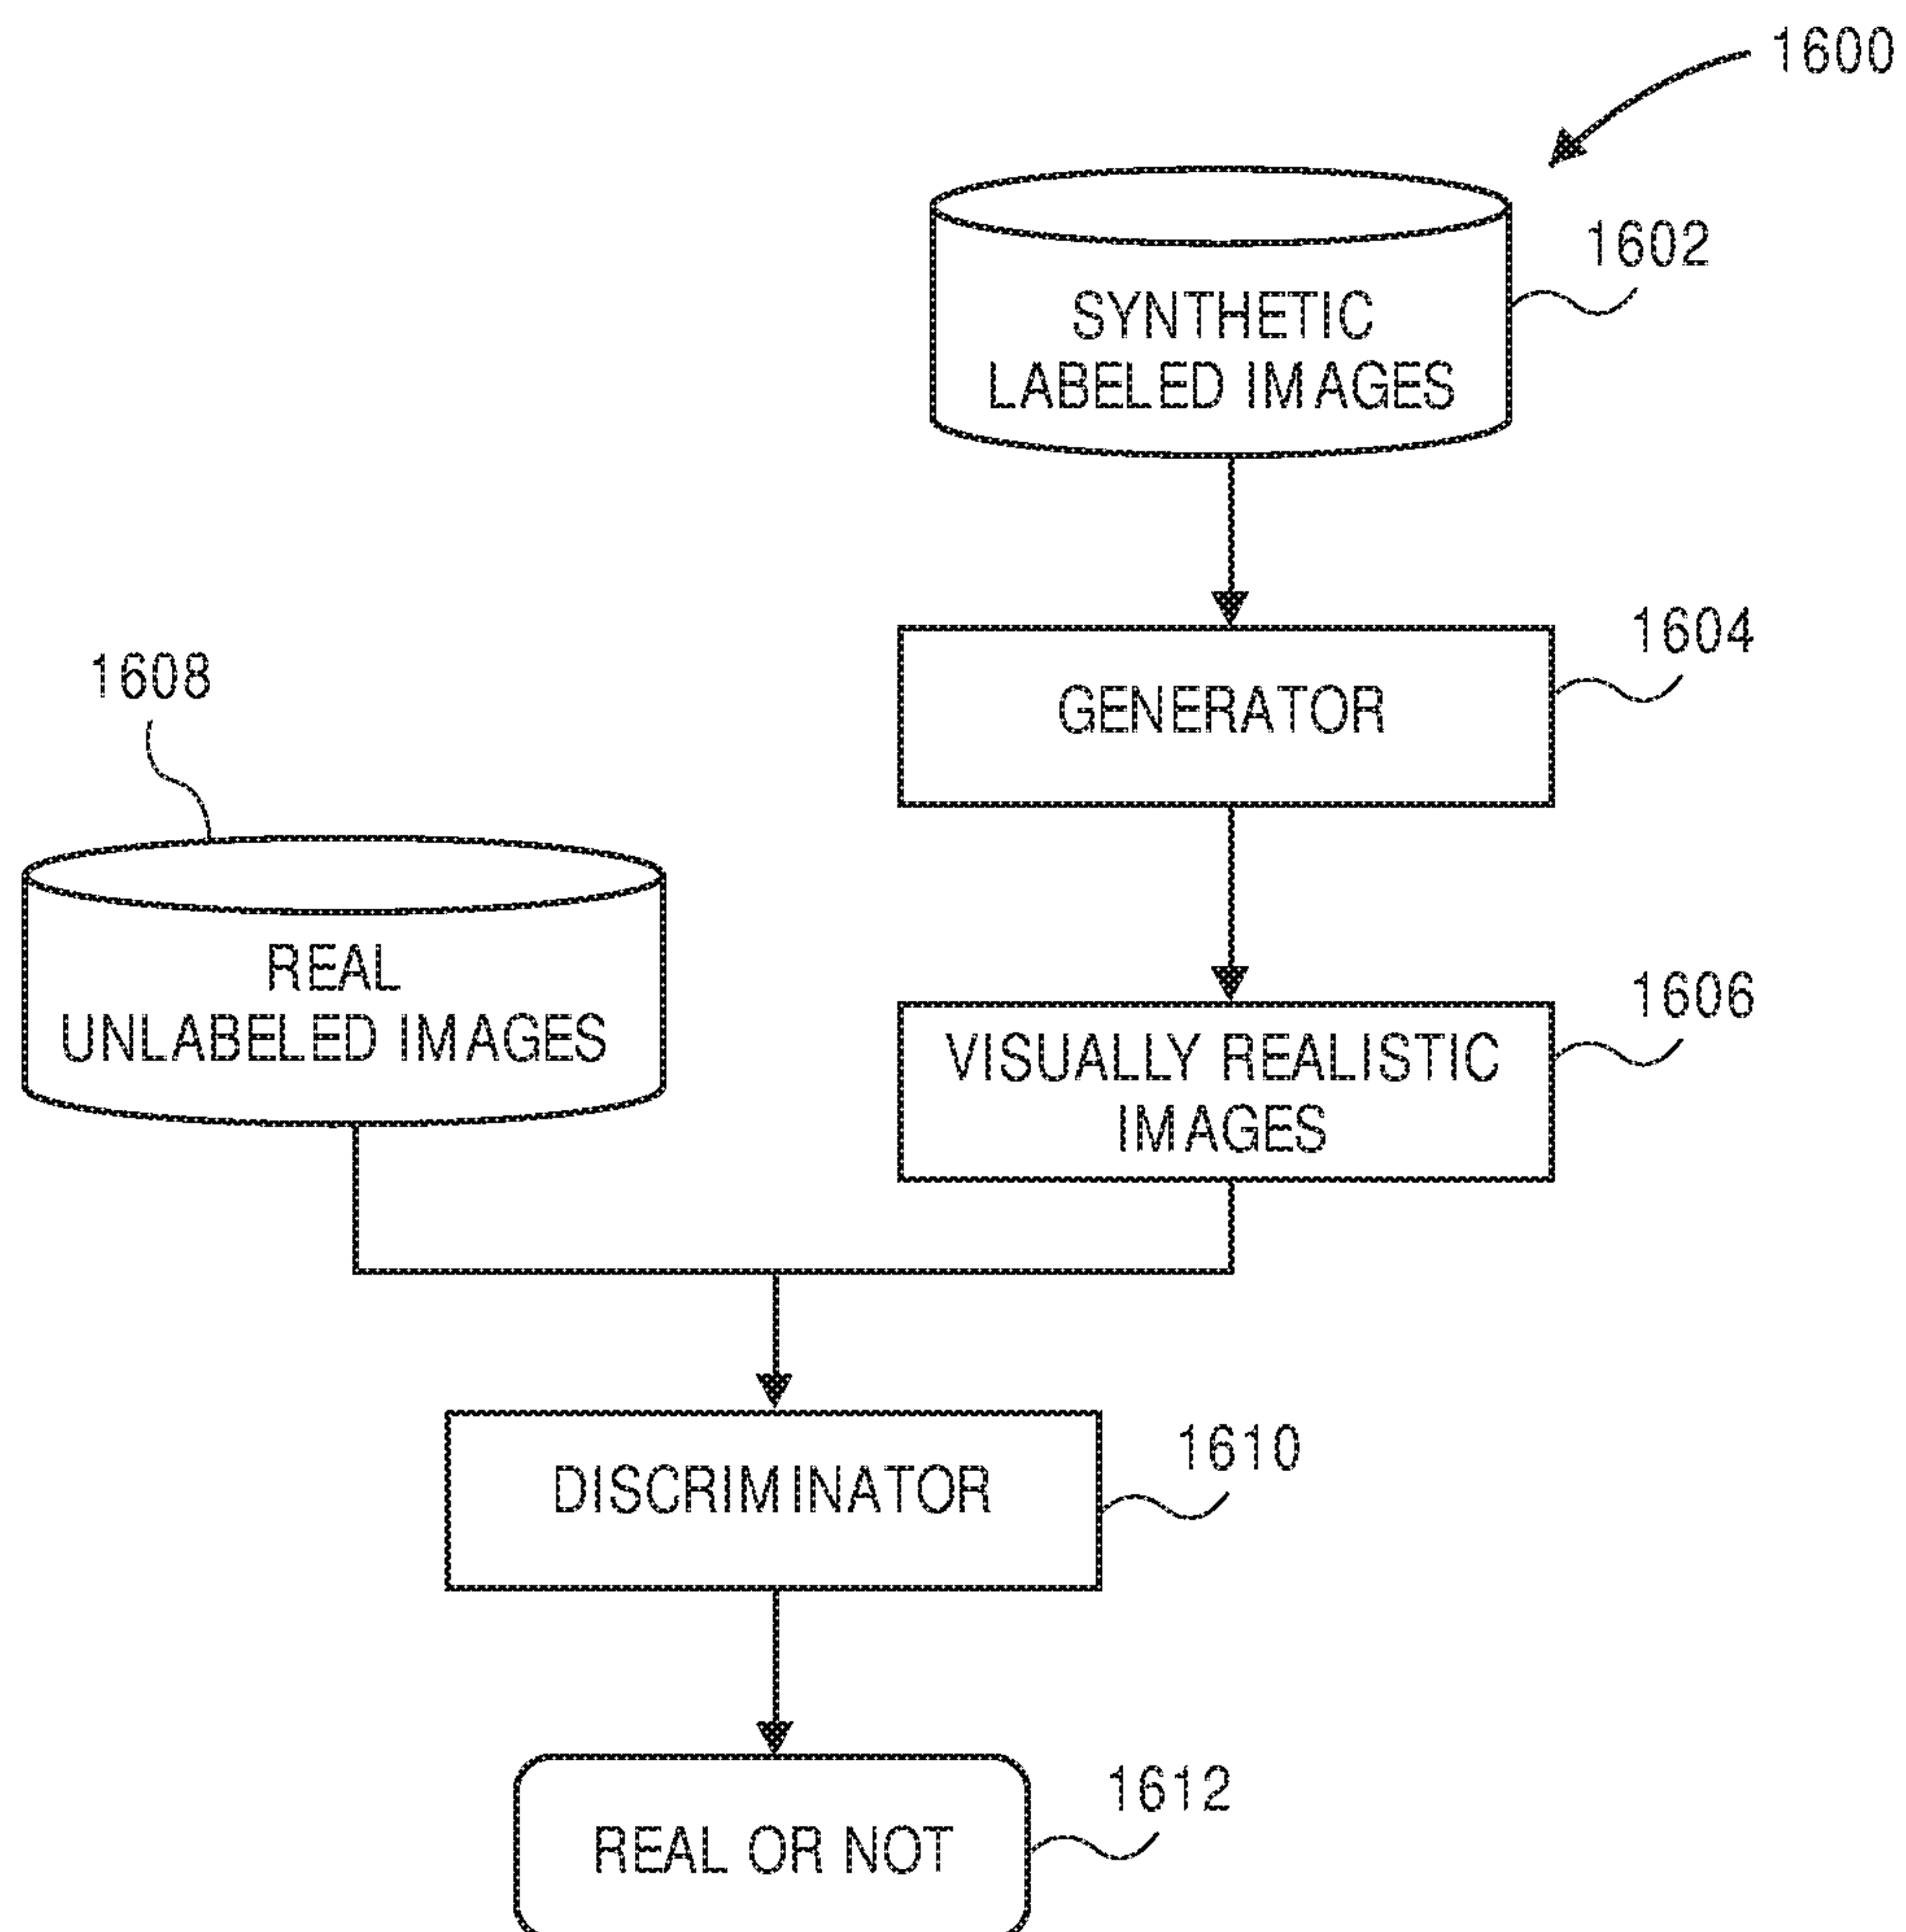 1600
1602
SYNTHETIC
LABELED IMAGES
1604
GENERATOR
1608
REAL
UNLABELED IMAGES
1606
VISUALLY REALISTIC
IMAGES
1610
DISCRIMINATOR
1612
REAL OR NOT